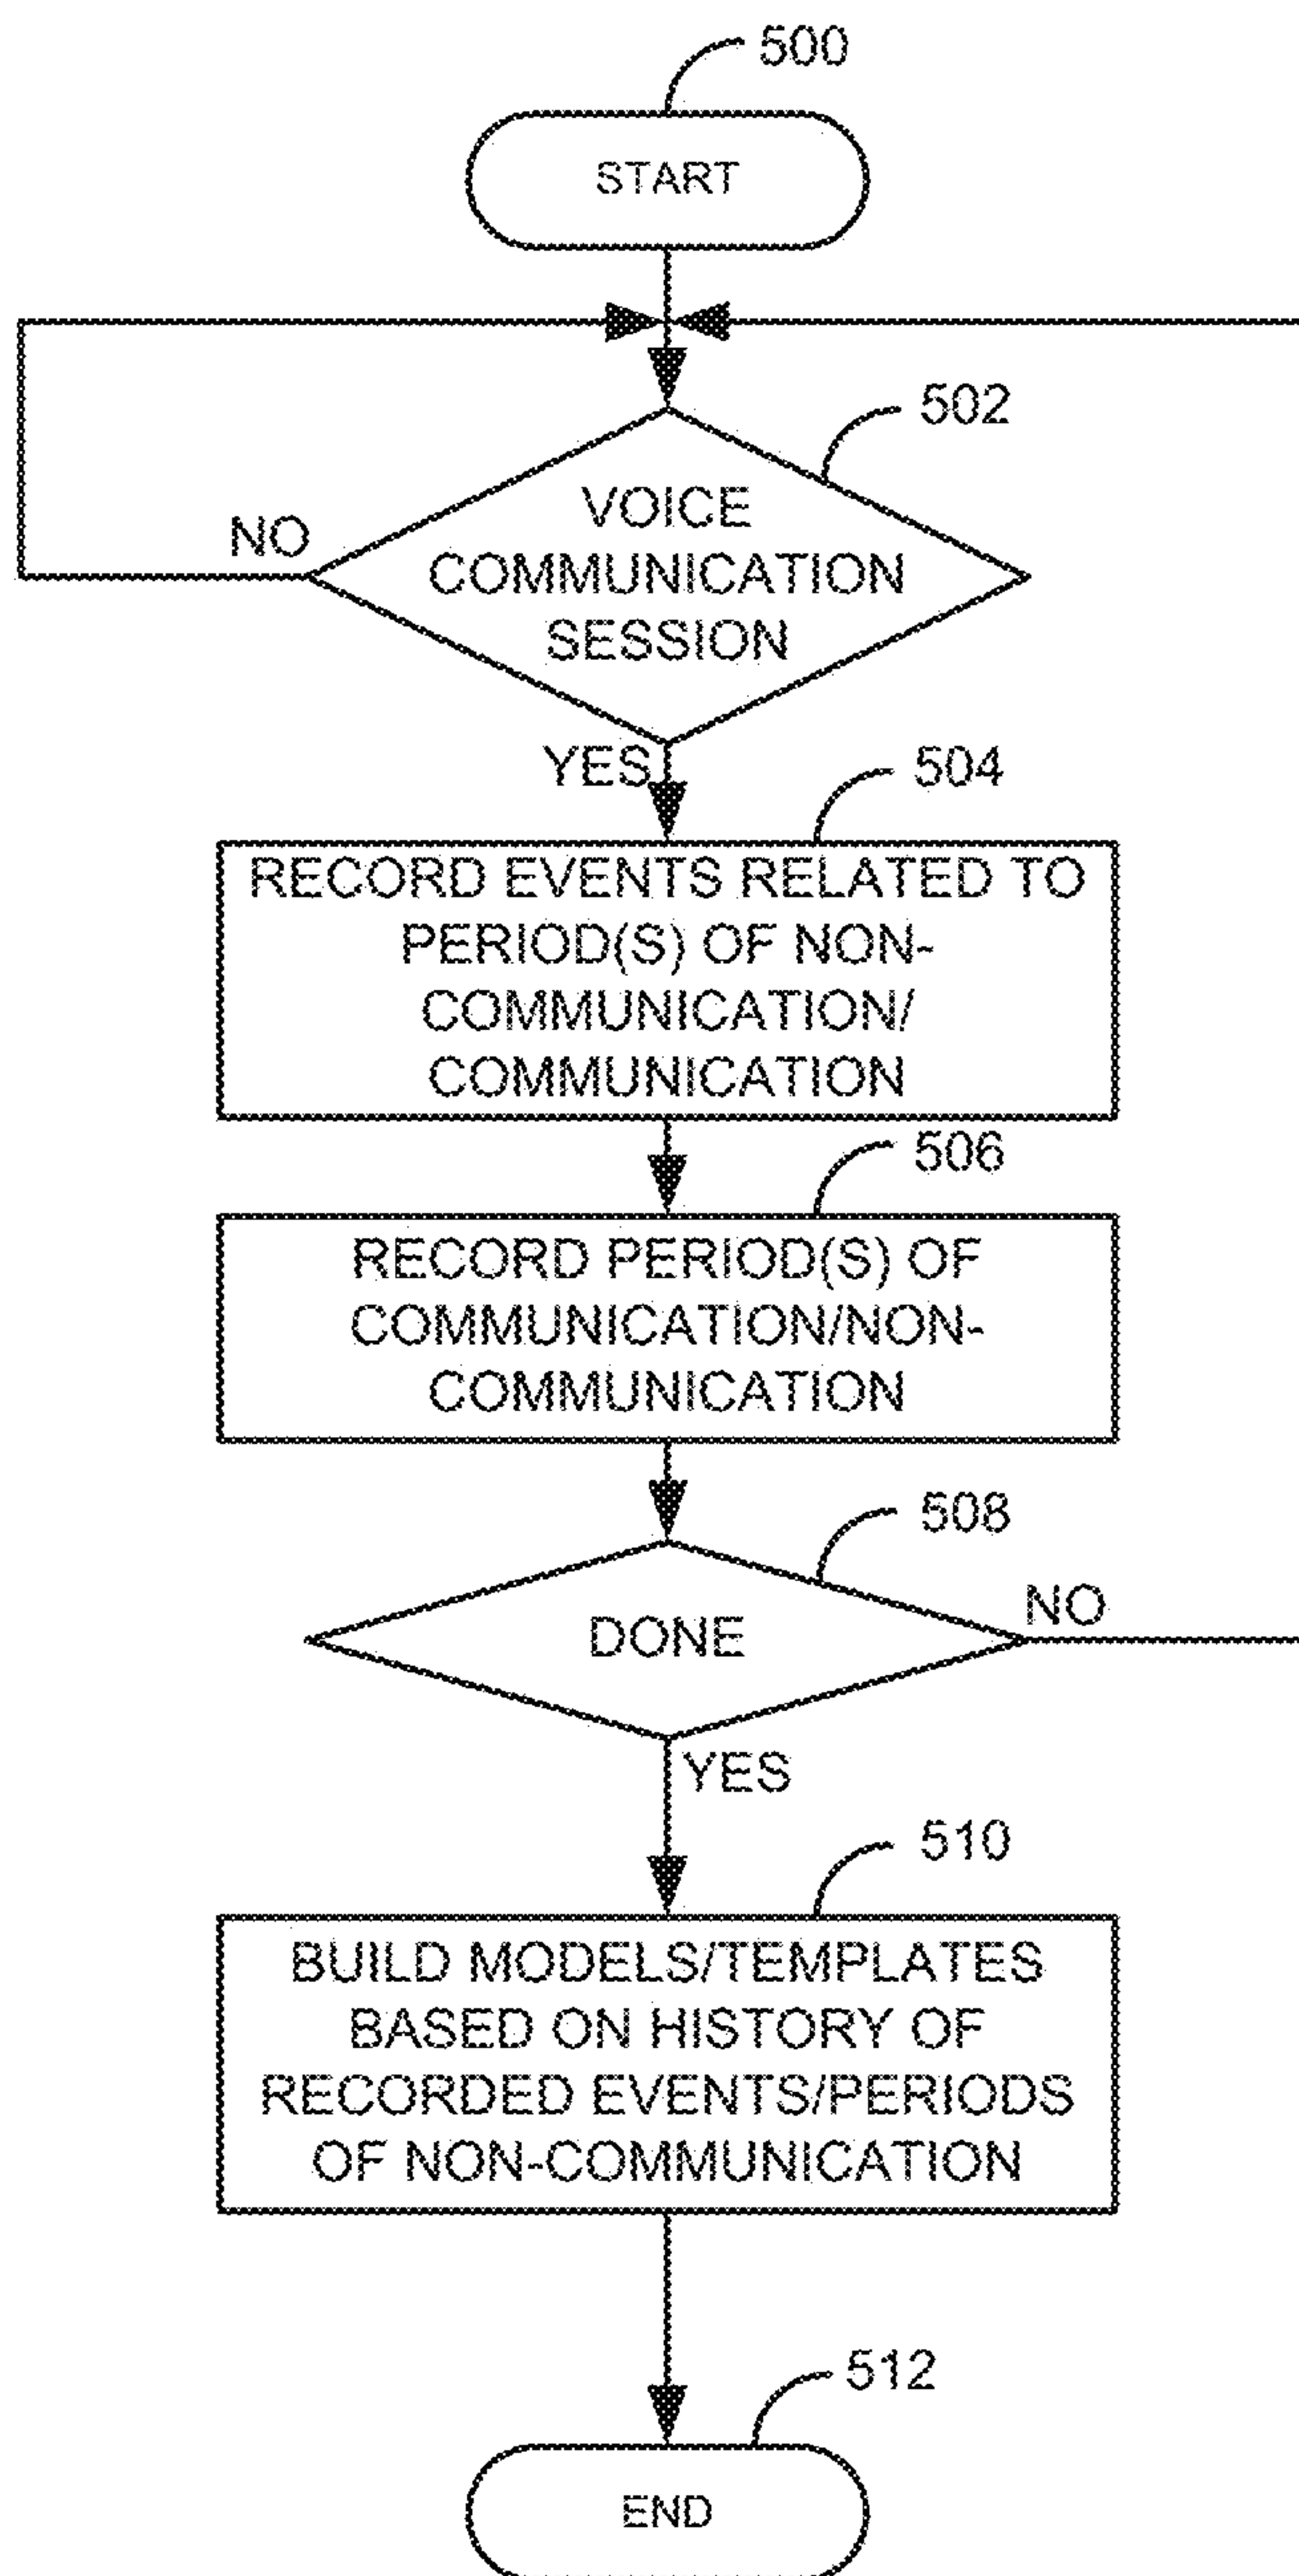 500
START
502
NO
VOICE
COMMUNICATION
SESSION
YES
504
RECORD EVENTS RELATED TO
PERIOD(S) OF NON-
COMMUNICATION/
COMMUNICATION
506
RECORD PERIOD(S) OF
COMMUNICATION/NON-
COMMUNICATION
508
NO
DONE
YES
510
BUILD MODELS/TEMPLATES
BASED ON HISTORY OF
RECORDED EVENTS/PERIODS
OF NON-COMMUNICATION
512
END